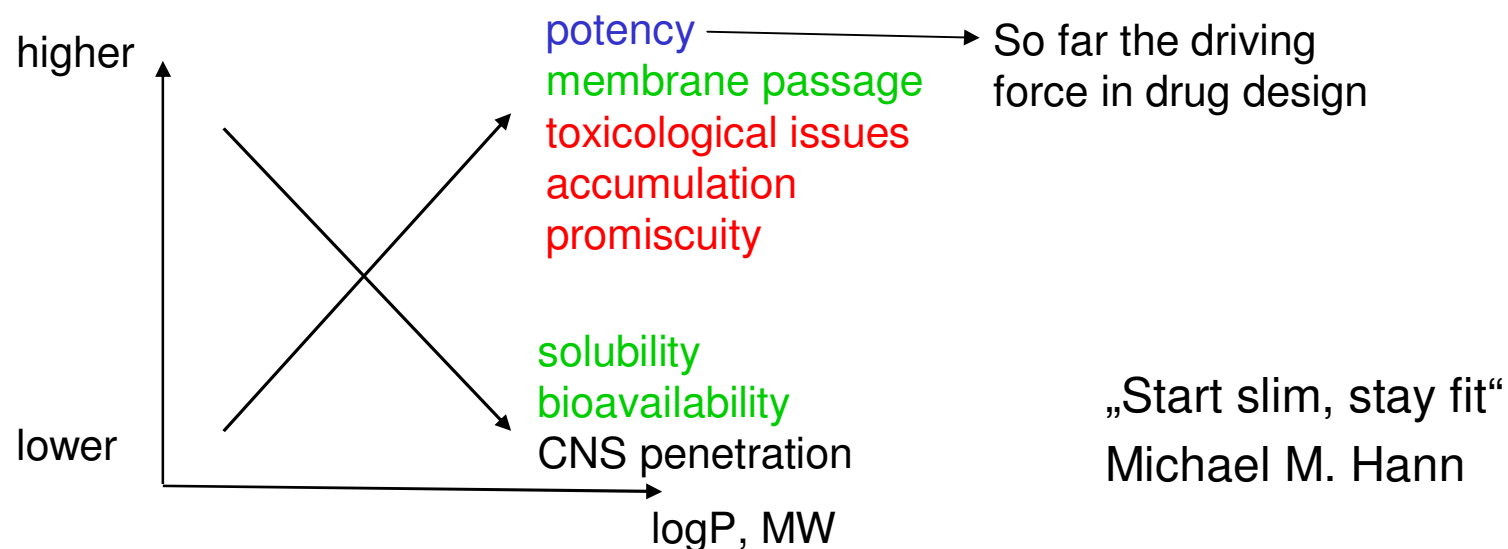 higher
potency
membrane passage
toxicological issues
accumulation
promiscuity
So far the driving
force in drug design
solubility
bioavailability
CNS penetration
lower
logP, MW
„Start slim, stay fit“
Michael M. Hann